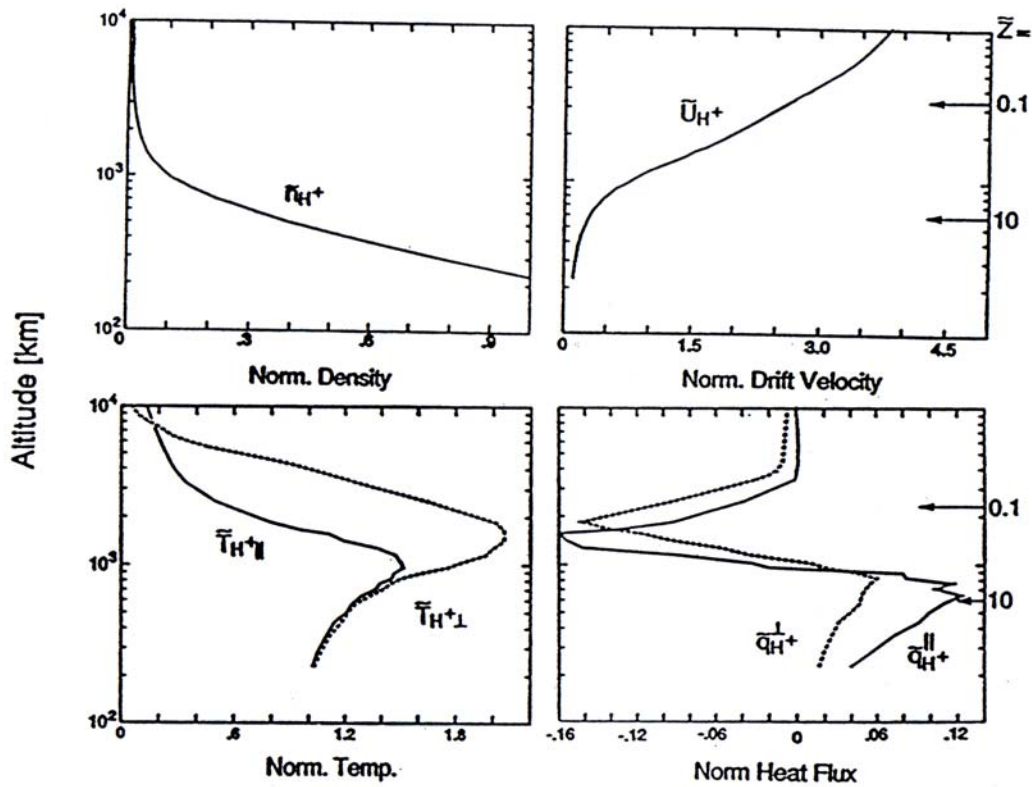 Altitude [km]
10⁴
10³
10²
ñH⁺
0 .3 .6 .9
Norm. Density
ŨH⁺
Z̃=
0.1
10
0 1.5 3.0 4.5
Norm. Drift Velocity
10⁴
10³
10²
T̃H⁺||
T̃H⁺⊥
0 .6 1.2 1.8
Norm. Temp.
0.1
10
q̃H⁺⊥
q̃H⁺||
-.16 -.12 -.06 0 .06 .12
Norm Heat Flux